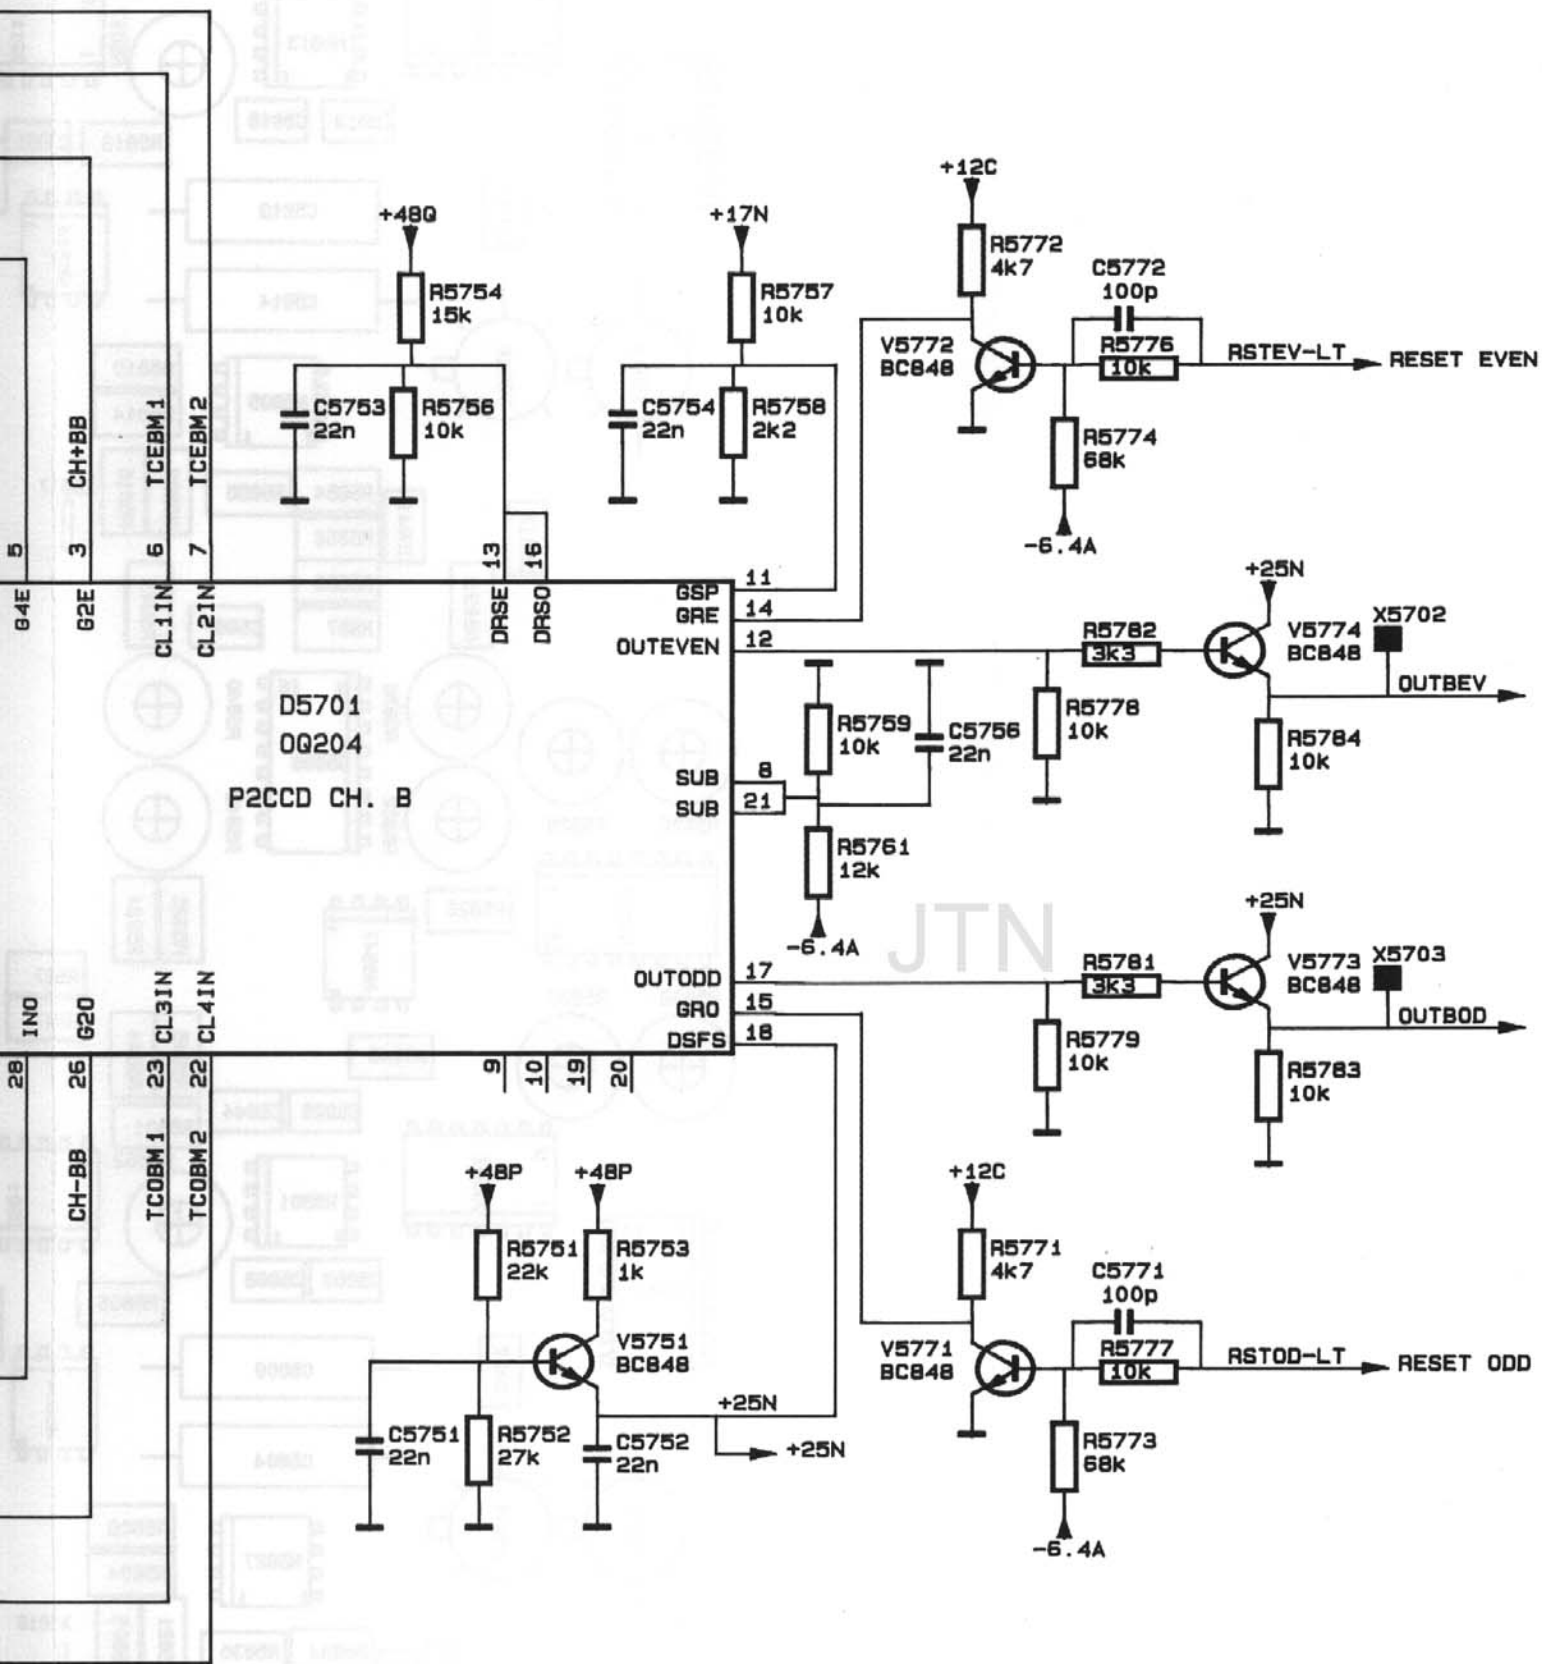 +12C
R5772
4k7
C5772
100p
+48Q
+17N
R5754
15k
R5757
10k
V5772
BC848
R5776
10k
RSTEV-LT
RESET EVEN
C5753
22n
R5756
10k
C5754
22n
R5758
2k2
R5774
68k
-6.4A
CH+BB
TCEBM1
TCEBM2
5
3
6
7
13
16
G4E
G2E
CL1IN
CL2IN
DRSE
DRSO
GSP
11
GRE
14
OUTEVEN
12
+25N
R5782
3K3
V5774
BC848
X5702
OUTBEV
D5701
OQ204
P2CCD CH. B
R5759
10k
C5756
22n
R5778
10k
R5784
10k
SUB
8
SUB
21
R5761
12k
-6.4A
JTN
+25N
OUTODD
17
R5781
3K3
V5773
BC848
X5703
OUTBOD
GRO
15
DSFS
18
R5779
10k
R5783
10k
INO
G2O
CL3IN
CL4IN
28
26
23
22
9
10
19
20
CH-BB
TCOBM1
TCOBM2
+48P
+48P
+12C
R5751
22k
R5753
1k
R5771
4k7
C5771
100p
V5751
BC848
V5771
BC848
R5777
10k
RSTOD-LT
RESET ODD
+25N
+25N
C5751
22n
R5752
27k
C5752
22n
R5773
68k
-6.4A